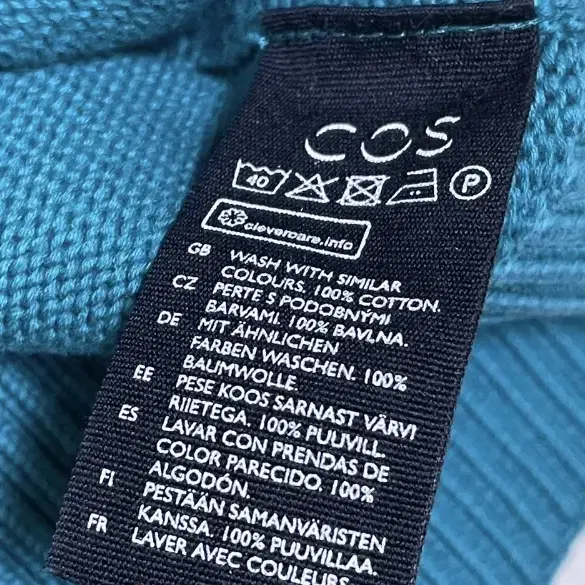 COS
40
P
clevercare.info
GB WASH WITH SIMILAR
COLOURS. 100% COTTON.
CZ PERTE S PODOBNÝMI
BARVAMI. 100% BAVLNA.
DE MIT ÄHNLICHEN
FARBEN WASCHEN. 100%
BAUMWOLLE.
EE PESE KOOS SARNAST VÄRVI
RIIETEGA. 100% PUUVILL.
ES LAVAR CON PRENDAS DE
COLOR PARECIDO. 100%
ALGODÓN.
FI PESTÄÄN SAMANVÄRISTEN
KANSSA. 100% PUUVILLAA.
FR LAVER AVEC COULEURS